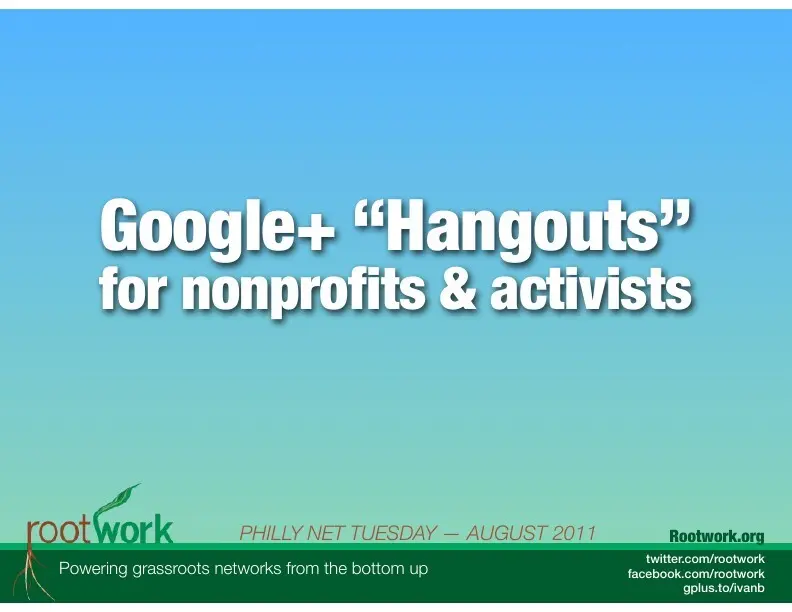 Google+ “Hangouts”
for nonprofits & activists
rootwork
PHILLY NET TUESDAY — AUGUST 2011
Rootwork.org
Powering grassroots networks from the bottom up
twitter.com/rootwork
facebook.com/rootwork
gplus.to/ivanb